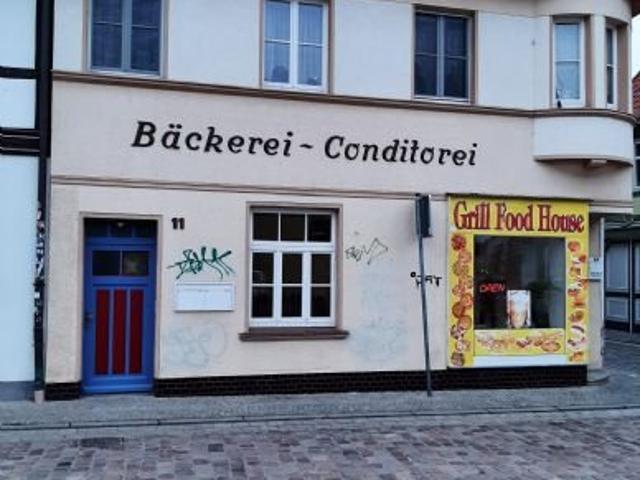 Bäckerei ~ Conditorei
11
Grill Food House
OPEN